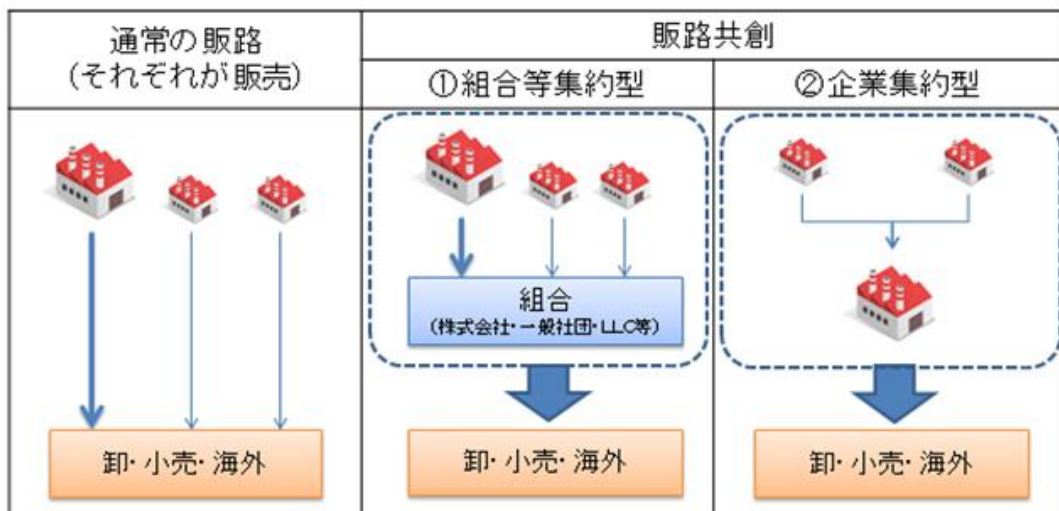 通常の販路
(それぞれが販売)
販路共創
①組合等集約型
②企業集約型
組合
(株式会社・一般社団・LLC等)
卸・小売・海外
卸・小売・海外
卸・小売・海外